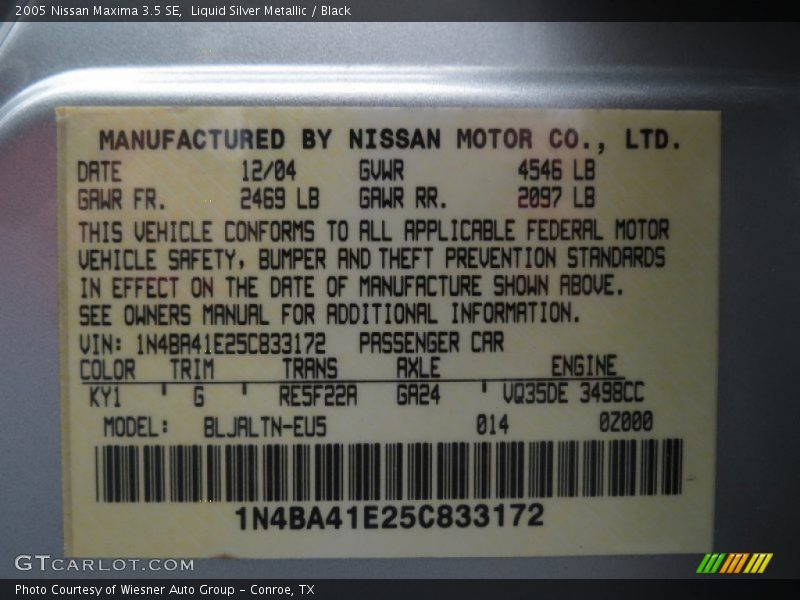 2005 Nissan Maxima 3.5 SE, Liquid Silver Metallic / Black
MANUFACTURED BY NISSAN MOTOR CO., LTD.
DATE 12/04 GVWR 4546 LB
GAWR FR. 2469 LB GAWR RR. 2097 LB
THIS VEHICLE CONFORMS TO ALL APPLICABLE FEDERAL MOTOR
VEHICLE SAFETY, BUMPER AND THEFT PREVENTION STANDARDS
IN EFFECT ON THE DATE OF MANUFACTURE SHOWN ABOVE.
SEE OWNERS MANUAL FOR ADDITIONAL INFORMATION.
VIN: 1N4BA41E25C833172 PASSENGER CAR
COLOR TRIM TRANS AXLE ENGINE
KY1 G RE5F22A GA24 VQ35DE 3498CC
MODEL: BLJALTN-EU5 014 0Z000
1N4BA41E25C833172
GTCARLOT.COM
Photo Courtesy of Wiesner Auto Group - Conroe, TX